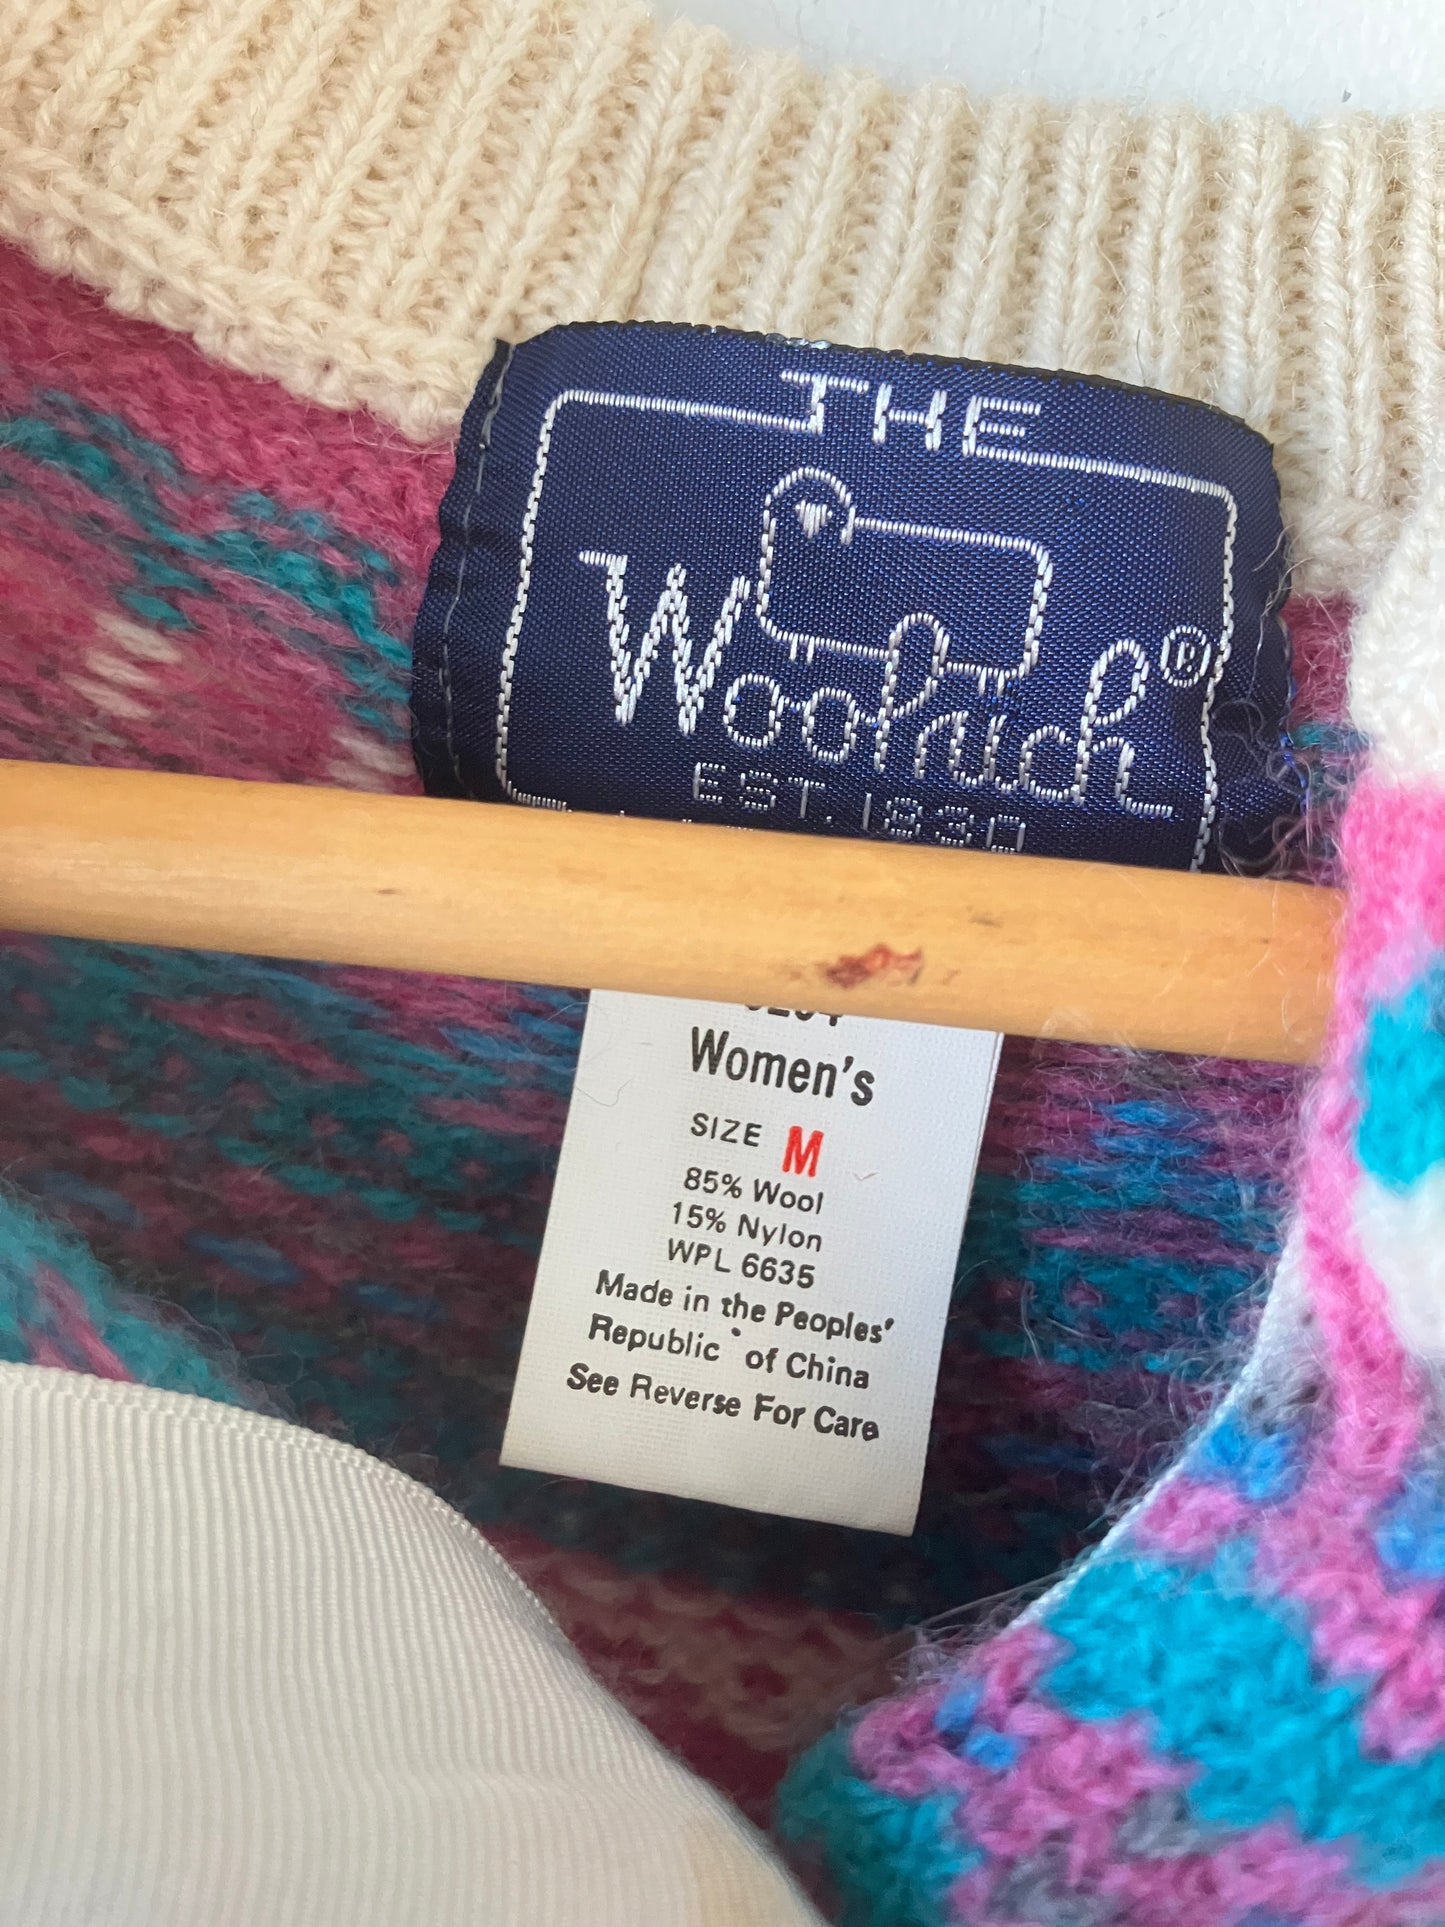 THE
Woolrich®
EST. 1830
Women's
SIZE M
85% Wool
15% Nylon
WPL 6635
Made in the Peoples'
Republic of China
See Reverse For Care